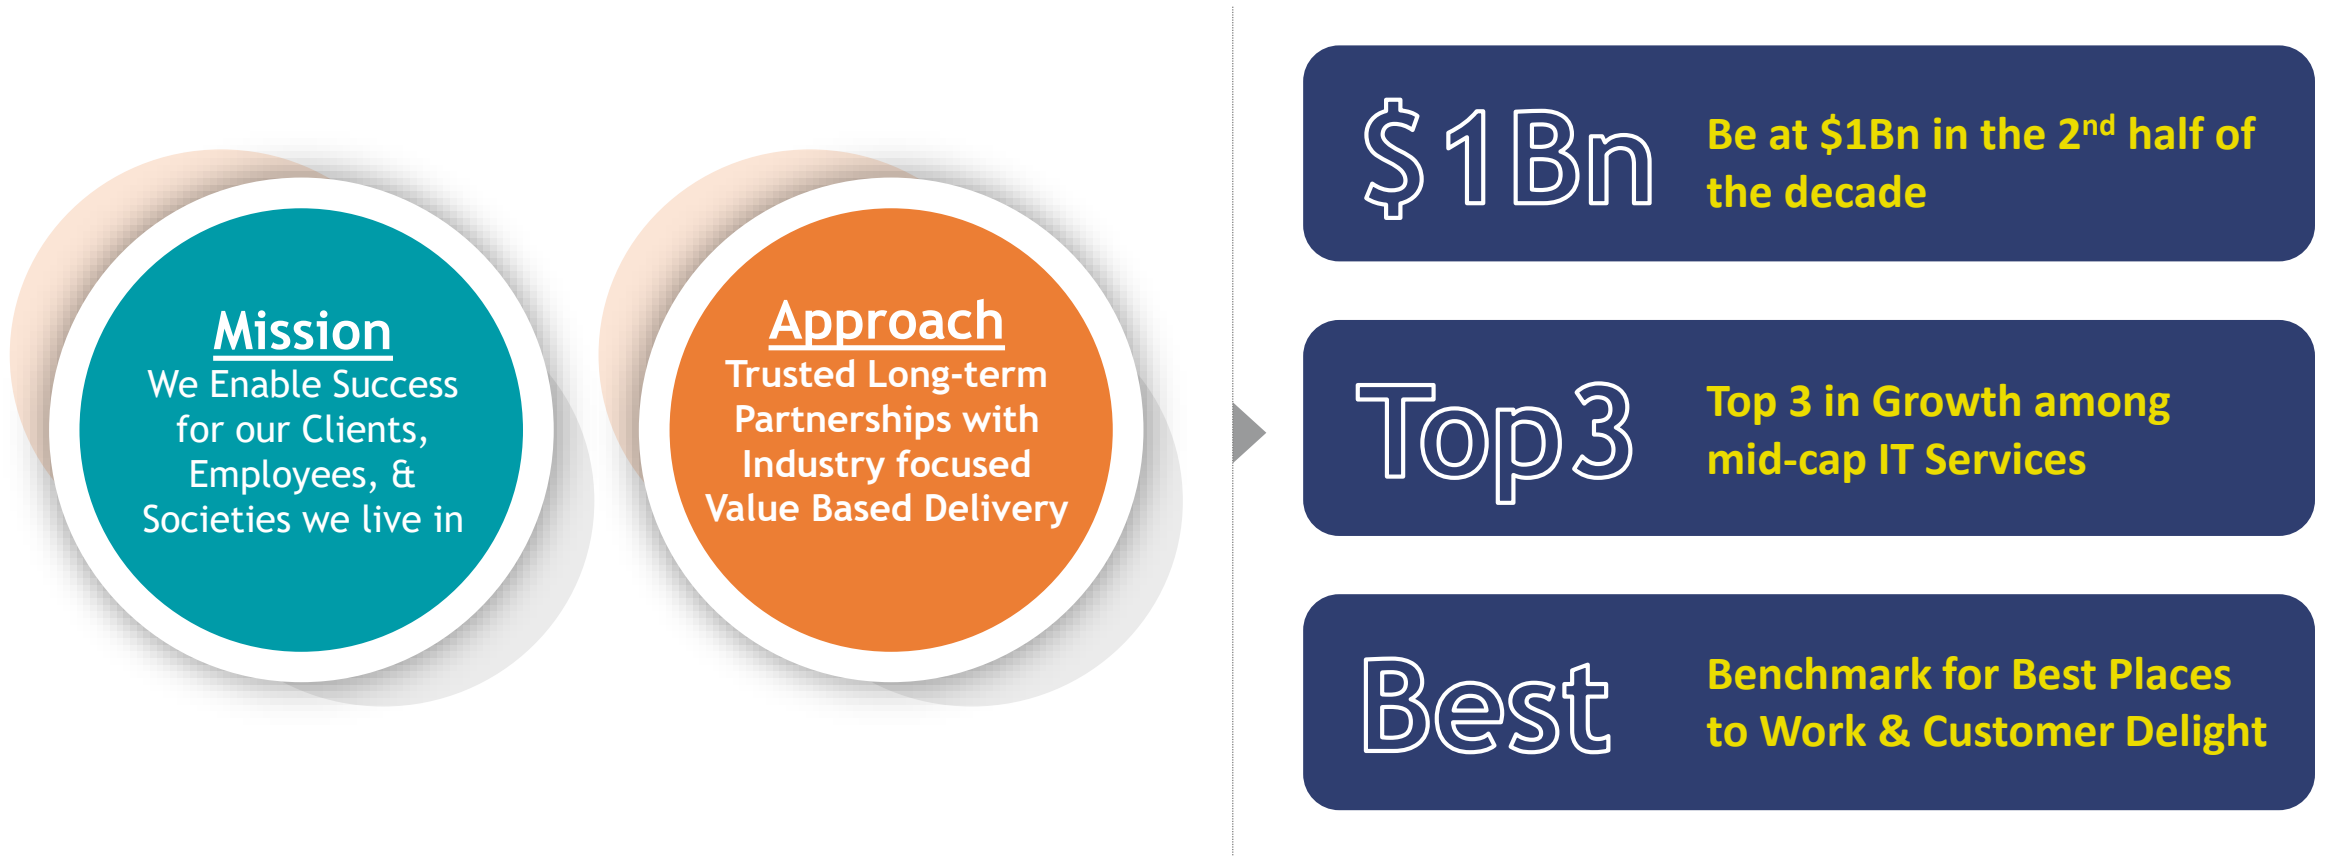 Mission
We Enable Success
for our Clients,
Employees, &
Societies we live in
Approach
Trusted Long-term
Partnerships with
Industry focused
Value Based Delivery
$1Bn
Be at $1Bn in the 2nd half of
the decade
Top3
Top 3 in Growth among
mid-cap IT Services
Best
Benchmark for Best Places
to Work & Customer Delight